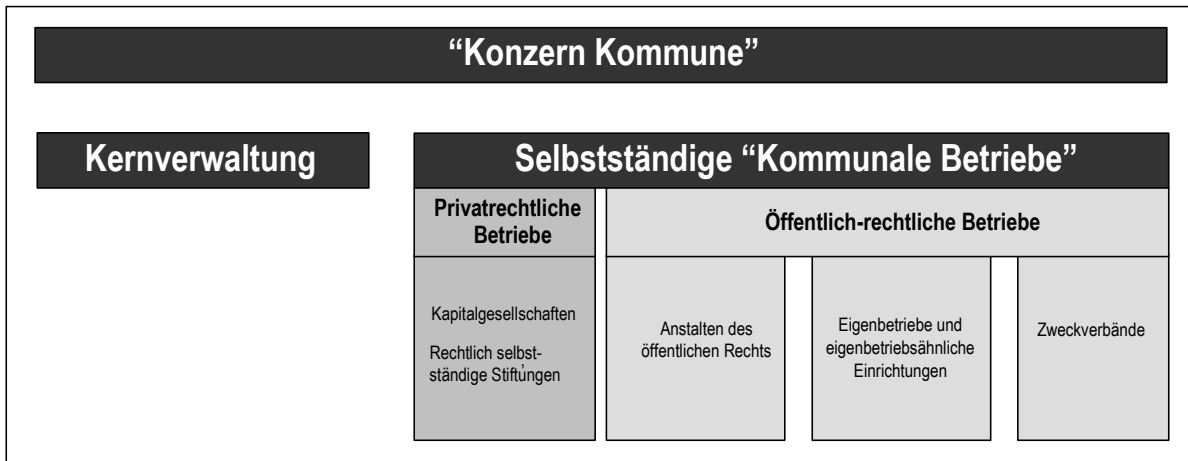 “Konzern Kommune”
Kernverwaltung
Selbstständige “Kommunale Betriebe”
Privatrechtliche
Betriebe
Öffentlich-rechtliche Betriebe
Kapitalgesellschaften
Rechtlich selbst-
ständige Stiftungen
Anstalten des
öffentlichen Rechts
Eigenbetriebe und
eigenbetriebsähnliche
Einrichtungen
Zweckverbände